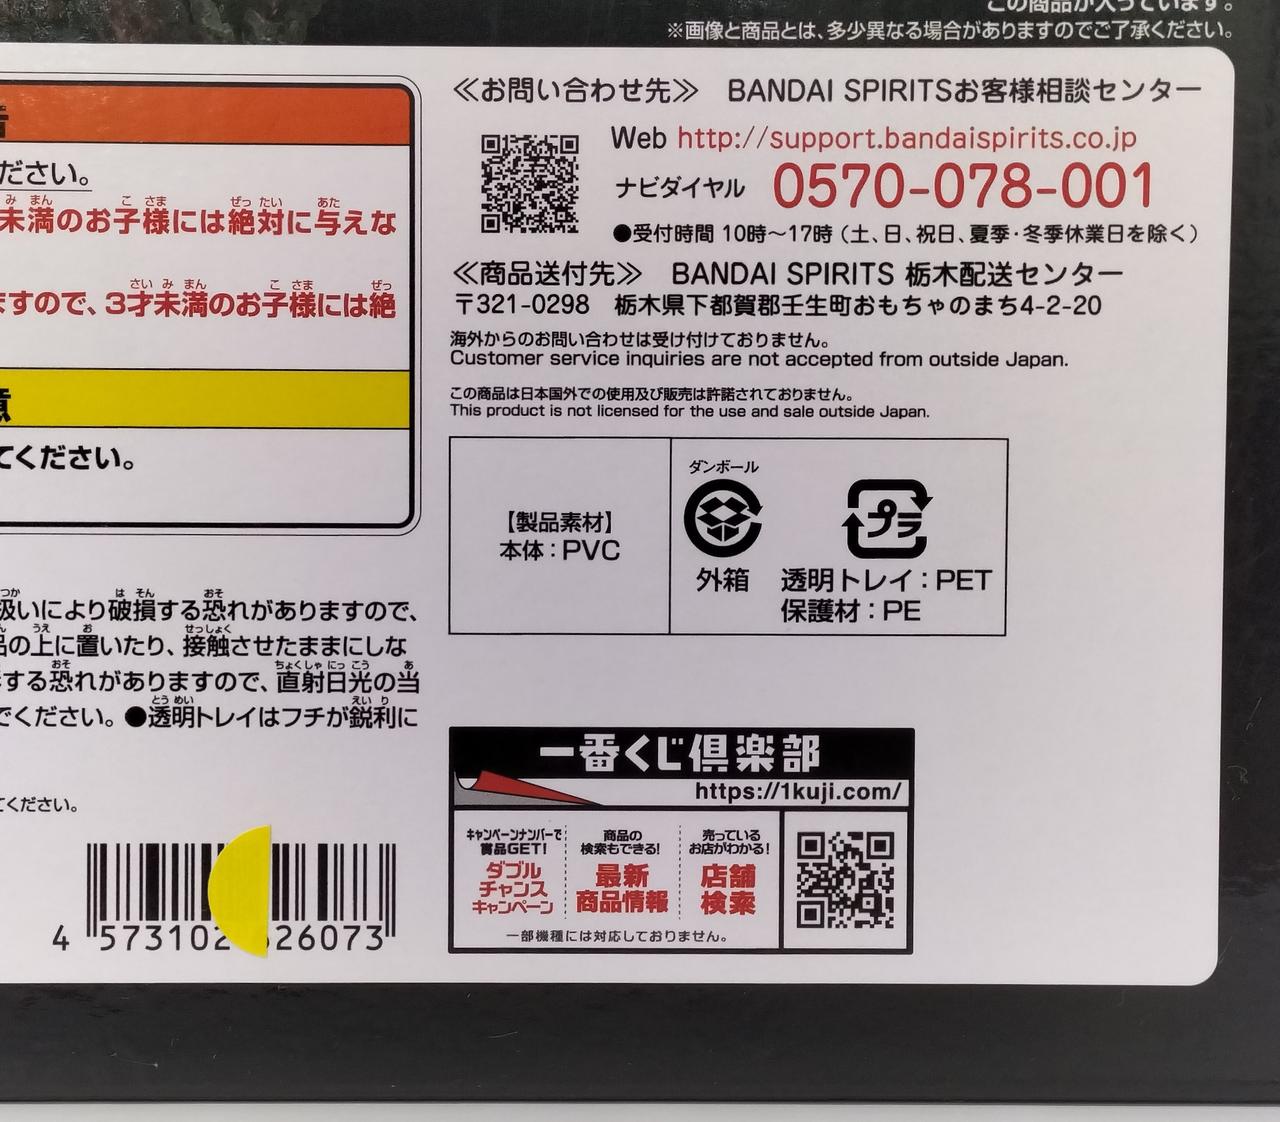 この商品が入っています。
※画像と商品とは、多少異なる場合がありますのでご了承ください。
ださい。
未満のお子様には絶対に与えな
ますので、3才未満のお子様には絶
意
てください。
扱いにより破損する恐れがありますので、
品の上に置いたり、接触させたままにしな
する恐れがありますので、直射日光の当
でください。●透明トレイはフチが鋭利に
てください。
4 573102 26073
≪お問い合わせ先≫ BANDAI SPIRITSお客様相談センター
Web http://support.bandaispirits.co.jp
ナビダイヤル 0570-078-001
●受付時間 10時～17時（土、日、祝日、夏季・冬季休業日を除く）
≪商品送付先≫ BANDAI SPIRITS 栃木配送センター
〒321-0298 栃木県下都賀郡壬生町おもちゃのまち4-2-20
海外からのお問い合わせは受け付けておりません。
Customer service inquiries are not accepted from outside Japan.
この商品は日本国外での使用及び販売は許諾されておりません。
This product is not licensed for the use and sale outside Japan.
【製品素材】
本体：PVC
ダンボール
外箱
プラ
透明トレイ：PET
保護材：PE
一番くじ倶楽部
https://1kuji.com/
キャンペーンナンバーで
賞品GET!
ダブル
チャンス
キャンペーン
商品の
検索もできる!
最新
商品情報
売っている
お店がわかる!
店舗
検索
一部機種には対応しておりません。